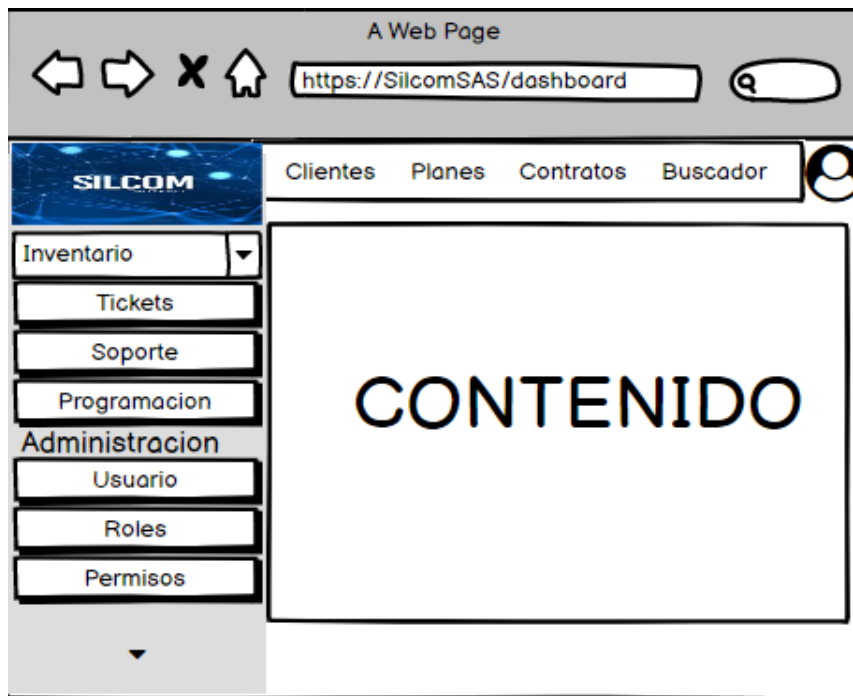 A Web Page
https://SilcomSAS/dashboard
SILCOM
Clientes Planes Contratos Buscador
Inventario
Tickets
Soporte
Programacion
Administracion
Usuario
Roles
Permisos
CONTENIDO